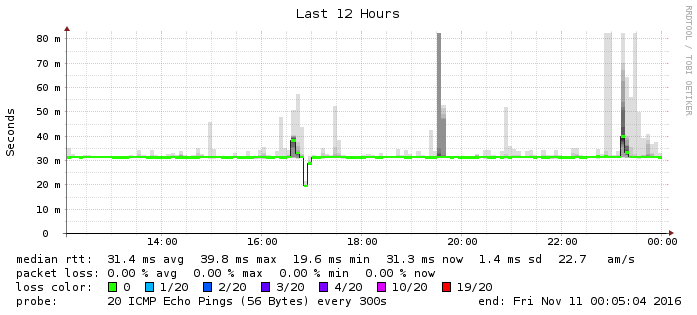 Last 12 Hours
RRDTOOL / TOBI OETIKER
Seconds
80 m
70 m
60 m
50 m
40 m
30 m
20 m
10 m
0
14:00 16:00 18:00 20:00 22:00 00:00
median rtt: 31.4 ms avg 39.8 ms max 19.6 ms min 31.3 ms now 1.4 ms sd 22.7 am/s
packet loss: 0.00 % avg 0.00 % max 0.00 % min 0.00 % now
loss color: 0 1/20 2/20 3/20 4/20 10/20 19/20
probe: 20 ICMP Echo Pings (56 Bytes) every 300s end: Fri Nov 11 00:05:04 2016